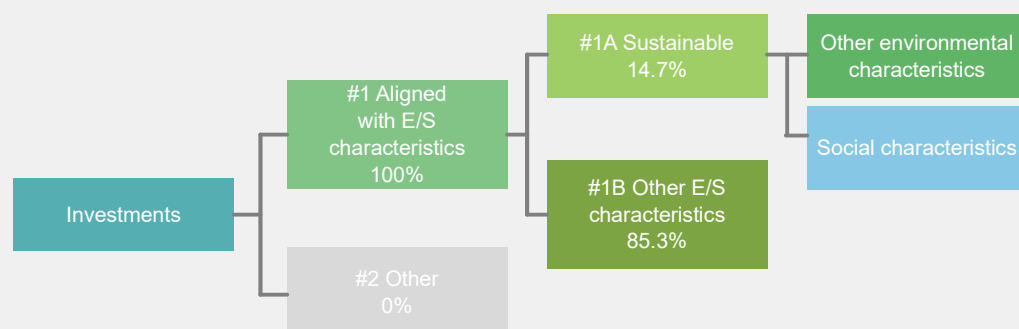 Investments
#1 Aligned
with E/S
characteristics
100%
#2 Other
0%
#1A Sustainable
14.7%
#1B Other E/S
characteristics
85.3%
Other environmental
characteristics
Social characteristics